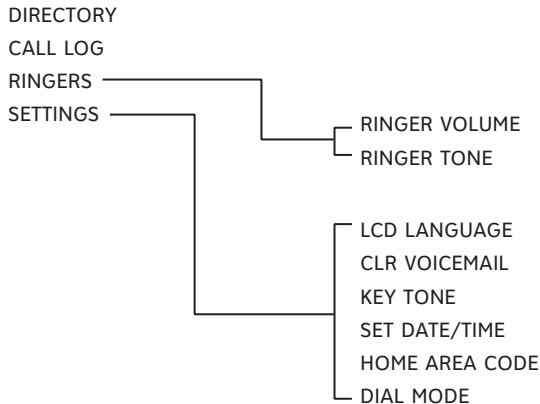 DIRECTORY
CALL LOG
RINGERS
SETTINGS
RINGER VOLUME
RINGER TONE
LCD LANGUAGE
CLR VOICEMAIL
KEY TONE
SET DATE/TIME
HOME AREA CODE
DIAL MODE